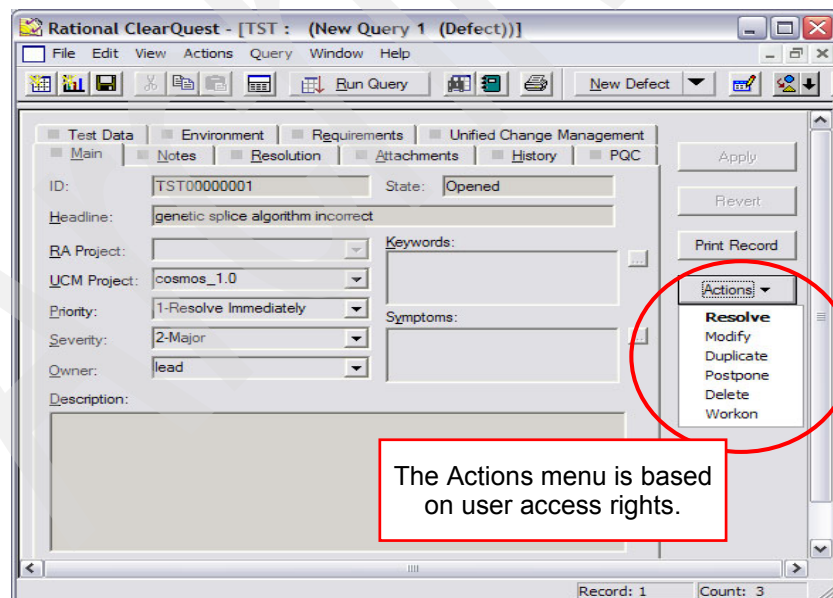 Rational ClearQuest - [TST :   (New Query 1  (Defect))]
File Edit View Actions Query Window Help
Run Query New Defect
Test Data Environment Requirements Unified Change Management
Main Notes Resolution Attachments History PQC
Apply
ID: TST00000001 State: Opened
Revert
Headline: genetic splice algorithm incorrect
RA Project: Keywords: ... Print Record
UCM Project: cosmos_1.0
Actions
Priority: 1-Resolve Immediately Symptoms:
Resolve
Severity: 2-Major ... Modify
Duplicate
Owner: lead
Postpone
Delete
Description:
Workon
The Actions menu is based
on user access rights.
Record: 1 Count: 3